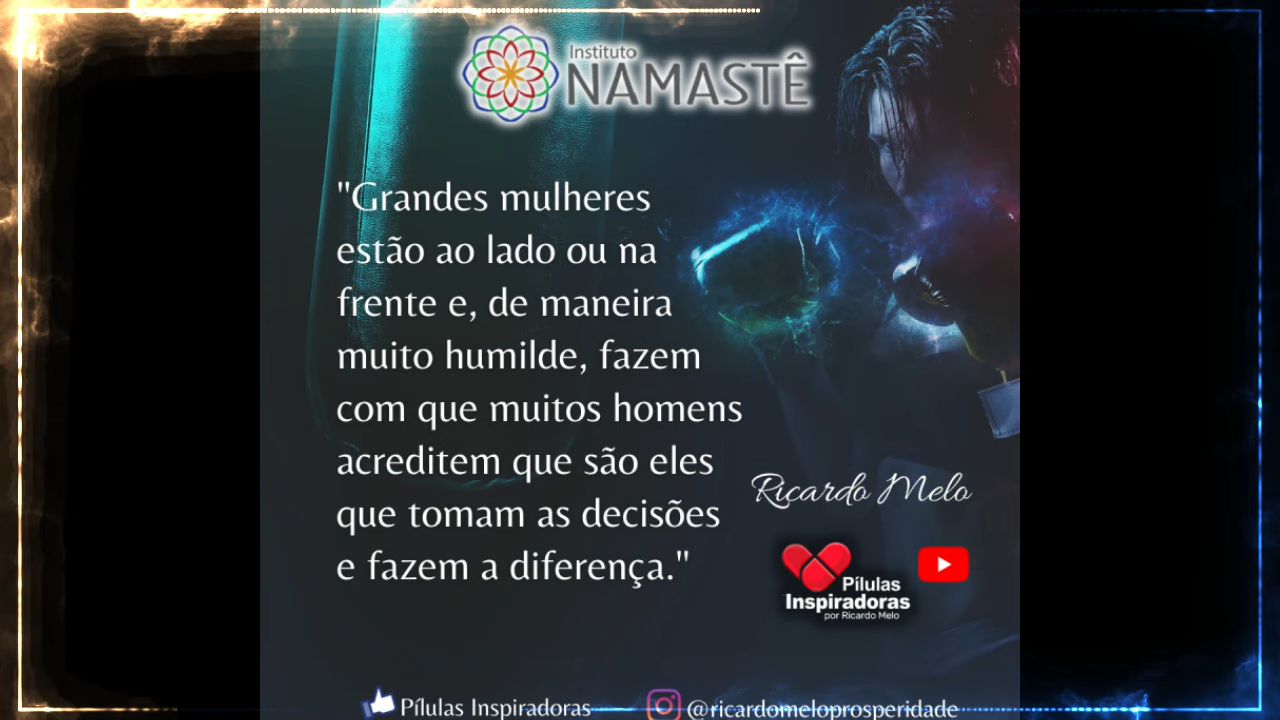 Instituto
NAMASTÊ
"Grandes mulheres
estão ao lado ou na
frente e, de maneira
muito humilde, fazem
com que muitos homens
acreditem que são eles
que tomam as decisões
e fazem a diferença."
Ricardo Melo
Pílulas
Inspiradoras
por Ricardo Melo
Pílulas Inspiradoras
@ricardomeloprosperidade